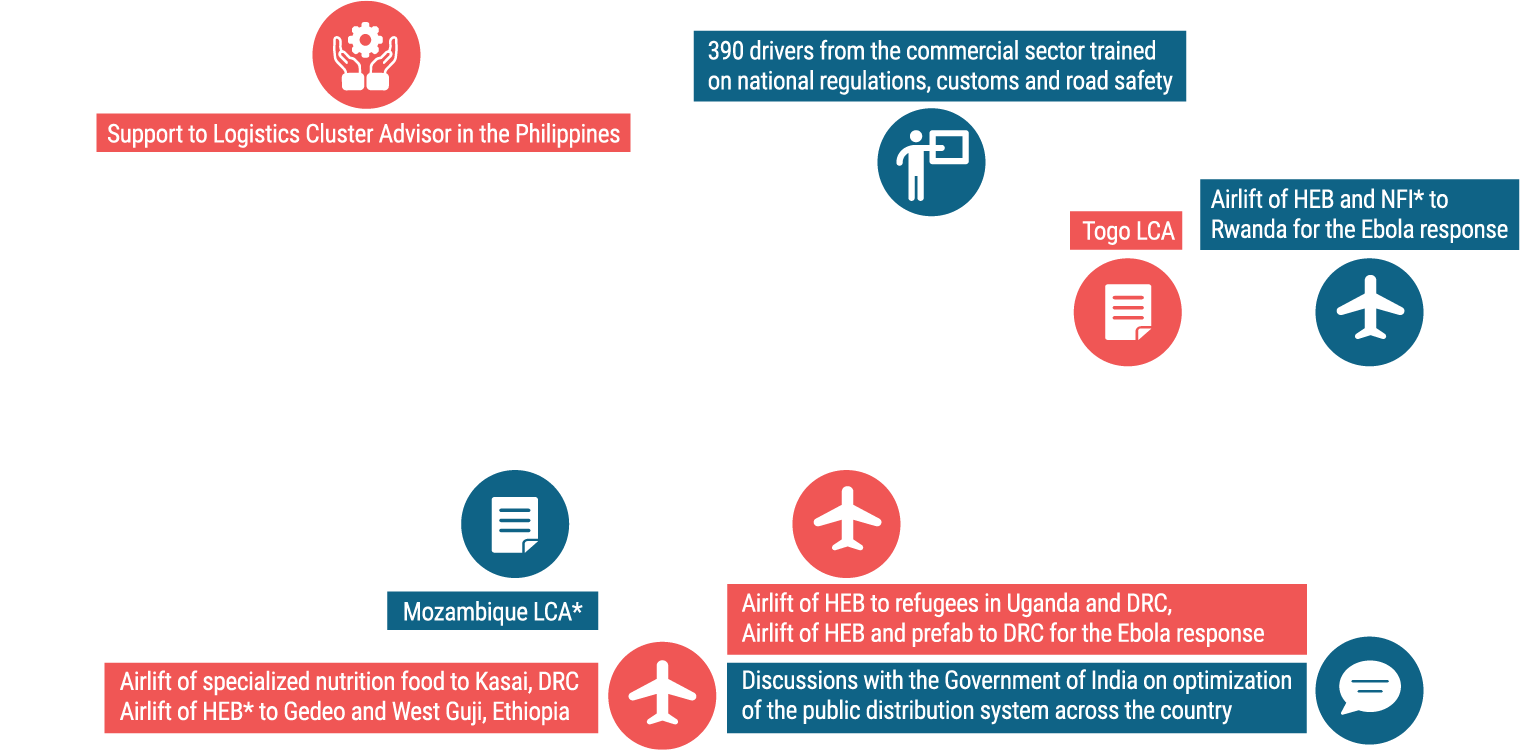 Support to Logistics Cluster Advisor in the Philippines
390 drivers from the commercial sector trained
on national regulations, customs and road safety
Togo LCA
Airlift of HEB and NFI* to
Rwanda for the Ebola response
Mozambique LCA*
Airlift of specialized nutrition food to Kasai, DRC
Airlift of HEB* to Gedeo and West Guji, Ethiopia
Airlift of HEB to refugees in Uganda and DRC,
Airlift of HEB and prefab to DRC for the Ebola response
Discussions with the Government of India on optimization
of the public distribution system across the country